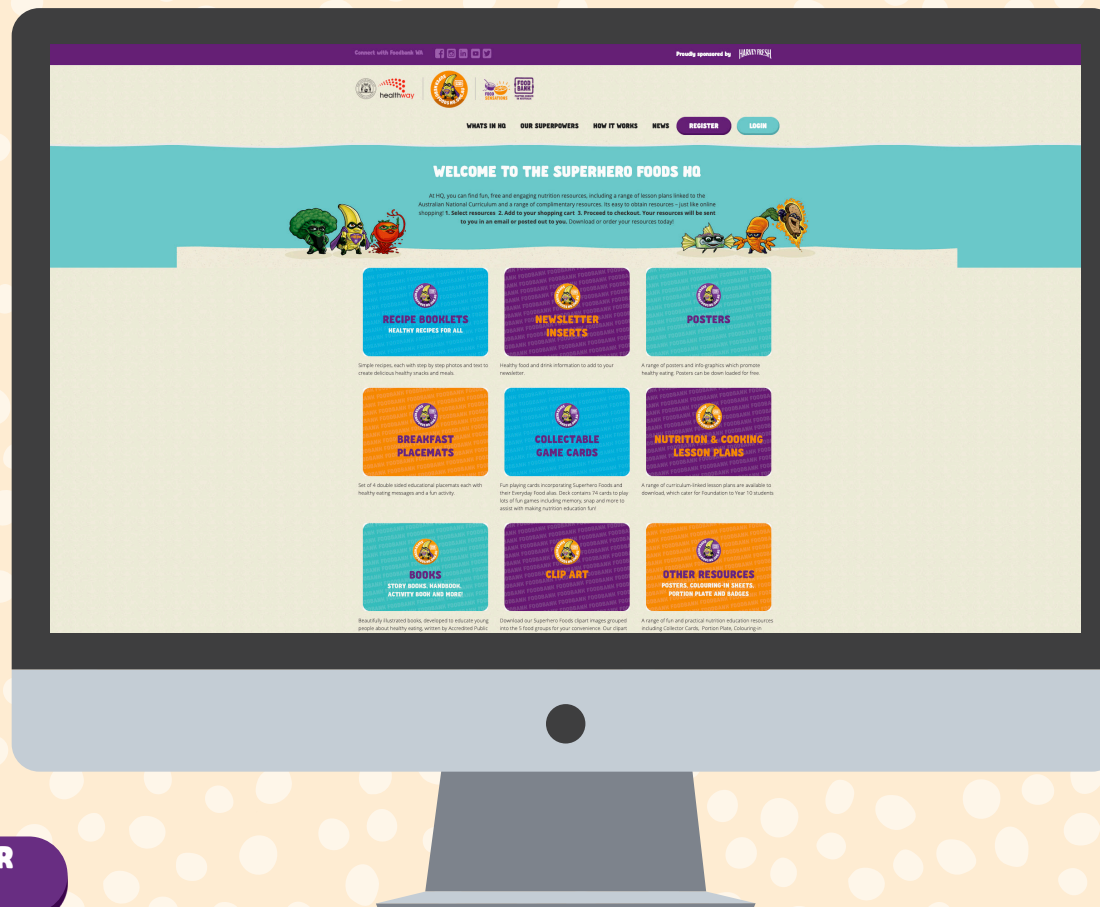 Connect with Foodbank WA
Proudly sponsored by HARVEY FRESH
healthway
FOOD SENSATIONS
FOOD BANK
WHATS IN HQ OUR SUPERPOWERS HOW IT WORKS NEWS REGISTER LOGIN
WELCOME TO THE SUPERHERO FOODS HQ
At HQ, you can find fun, free and engaging nutrition resources, including a range of lesson plans linked to the
Australian National Curriculum and a range of complimentary resources. Its easy to obtain resources – just like online
shopping! 1. Select resources 2. Add to your shopping cart 3. Proceed to checkout. Your resources will be sent
to you in an email or posted out to you. Download or order your resources today!
RECIPE BOOKLETS
HEALTHY RECIPES FOR ALL
Simple recipes, each with step by step photos and text to
create delicious healthy snacks and meals.
NEWSLETTER
INSERTS
Healthy food and drink information to add to your
newsletter.
POSTERS
A range of posters and info-graphics which promote
healthy eating. Posters can be down loaded for free.
BREAKFAST
PLACEMATS
Set of 4 double sided educational placemats each with
healthy eating messages and a fun activity.
COLLECTABLE
GAME CARDS
Fun playing cards incorporating Superhero Foods and
their Everyday Food alias. Deck contains 74 cards to play
lots of fun games including memory, snap and more to
assist with making nutrition education fun!
NUTRITION & COOKING
LESSON PLANS
A range of curriculum-linked lesson plans are available to
download, which cater for Foundation to Year 10 students
BOOKS
STORY BOOKS, HANDBOOK,
ACTIVITY BOOK AND MORE!
Beautifully illustrated books, developed to educate young
people about healthy eating, written by Accredited Public
CLIP ART
Download our Superhero Foods clipart images grouped
into the 5 food groups for your convenience. Our clipart
OTHER RESOURCES
POSTERS, COLOURING-IN SHEETS,
PORTION PLATE AND BADGES
A range of fun and practical nutrition education resources
including Collector Cards, Portion Plate, Colouring-in
R